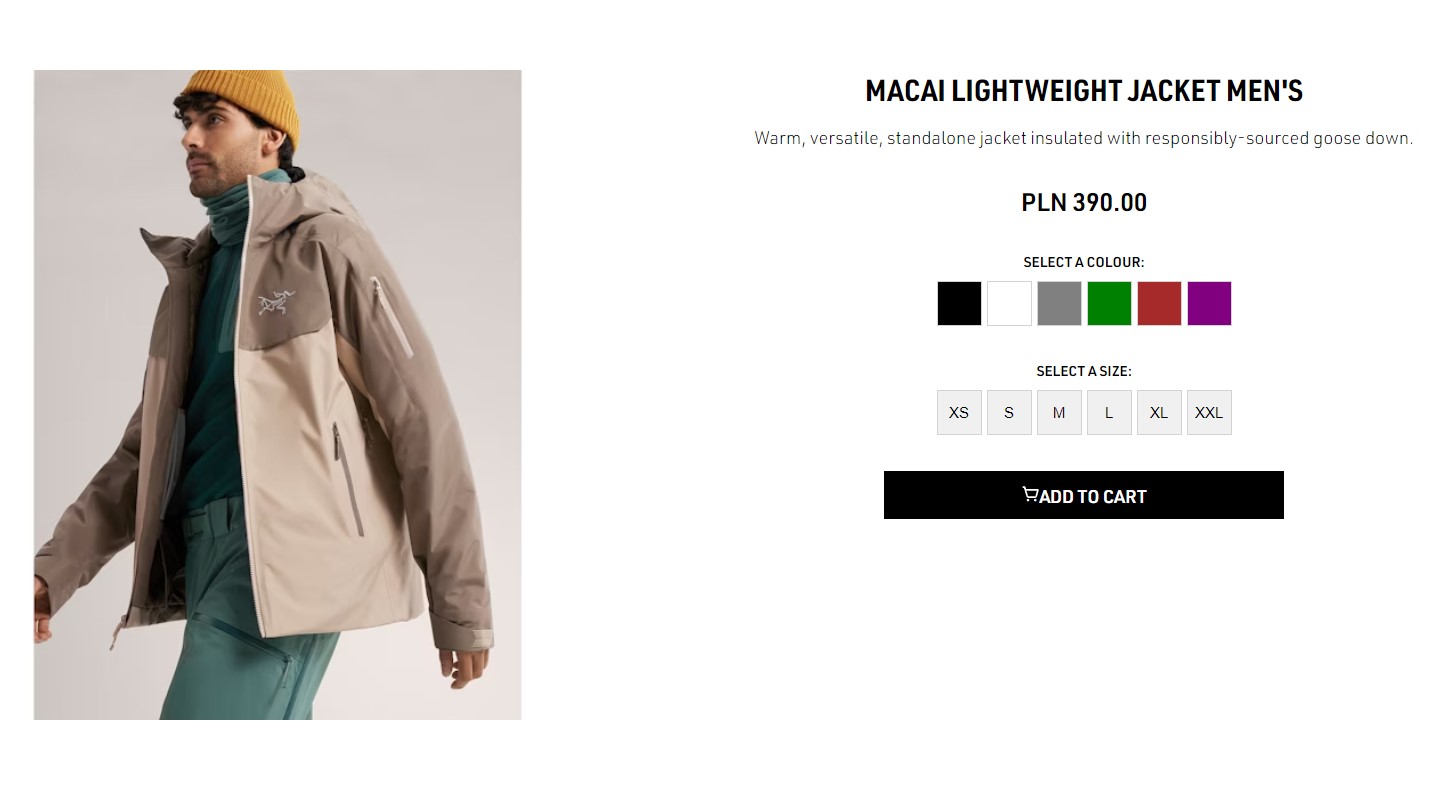 MACAI LIGHTWEIGHT JACKET MEN'S
Warm, versatile, standalone jacket insulated with responsibly-sourced goose down.
PLN 390.00
SELECT A COLOUR:
SELECT A SIZE:
XS S M L XL XXL
ADD TO CART